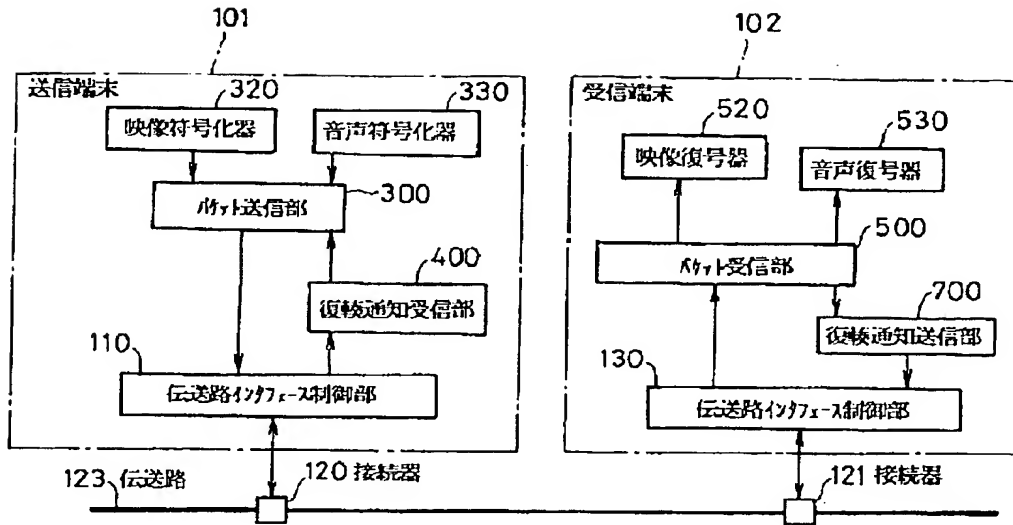 101
送信端末
320
映像符号化器
330
音声符号化器
300
パケット送信部
400
復輳通知受信部
110
伝送路インタフェース制御部
120 接続器
123 伝送路
102
受信端末
520
映像復号器
530
音声復号器
500
パケット受信部
700
復輳通知送信部
130
伝送路インタフェース制御部
121 接続器